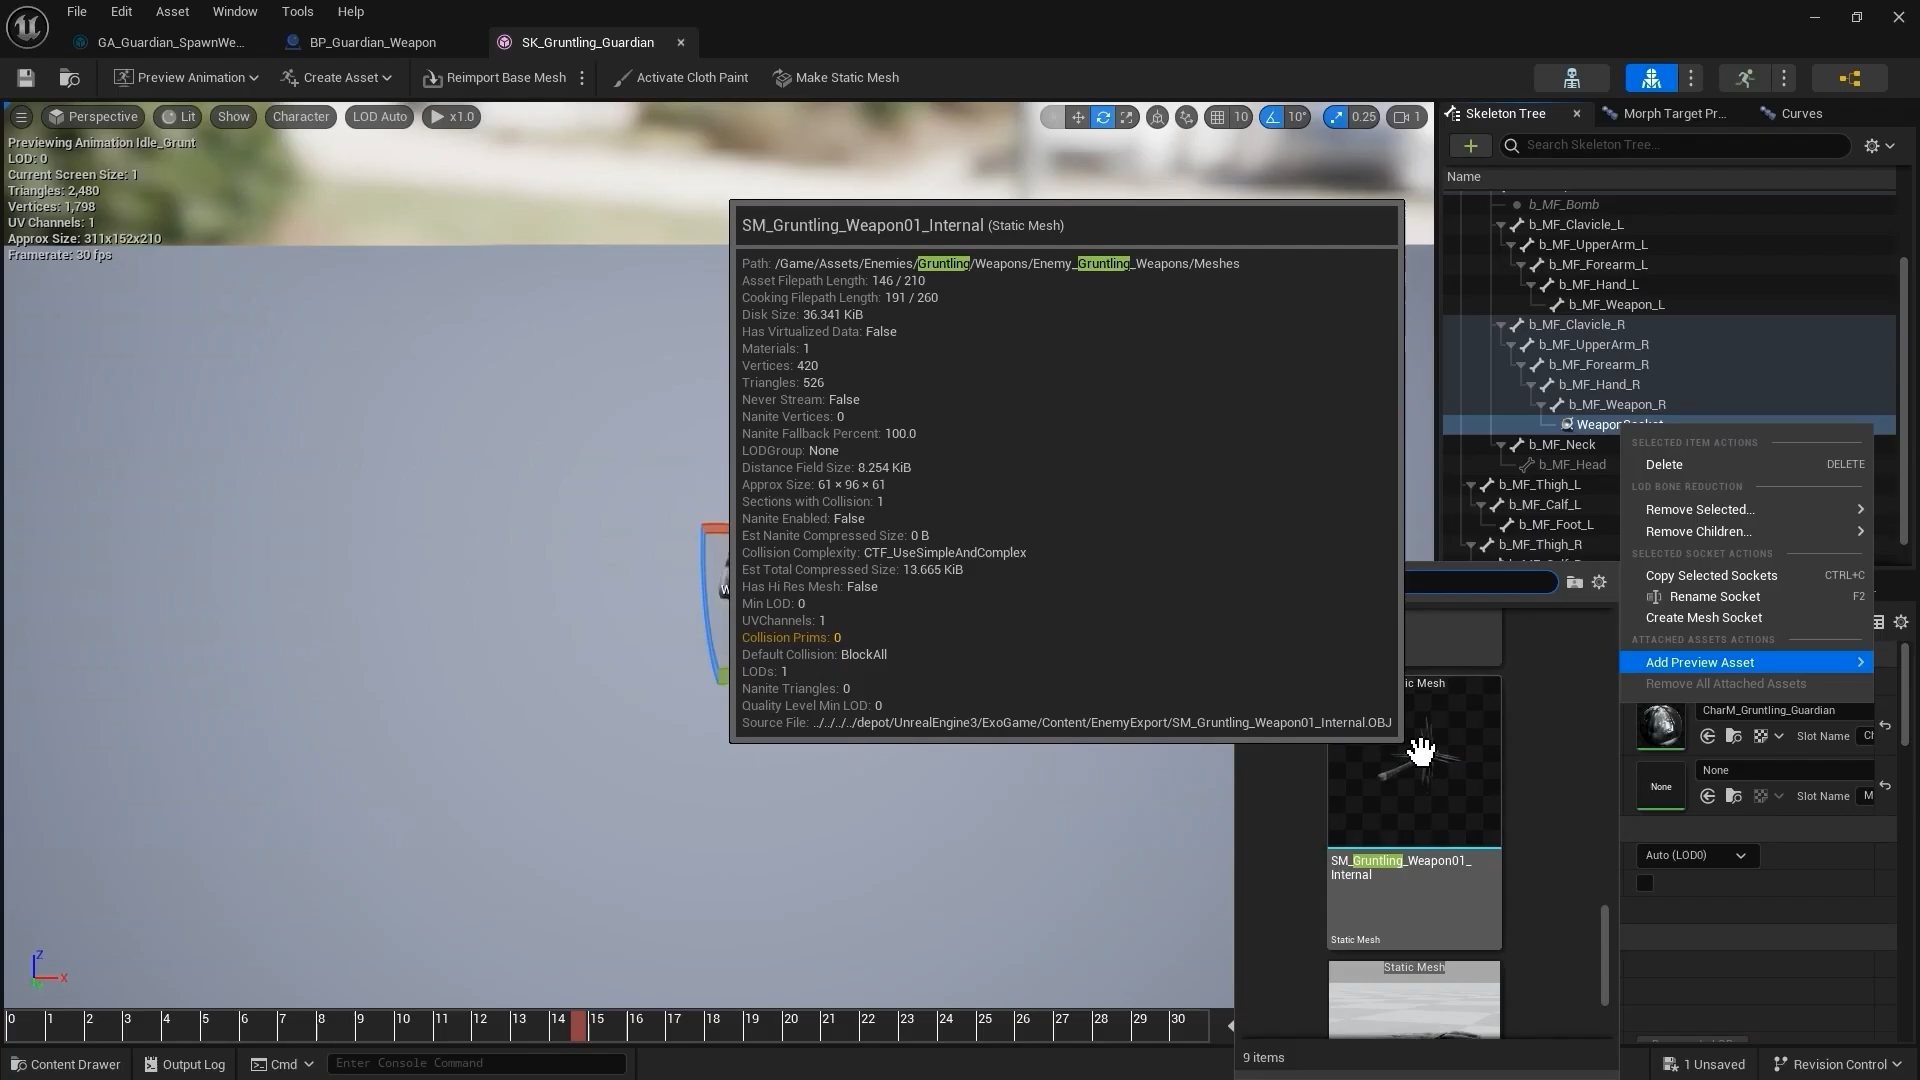 File Edit Asset Window Tools Help
GA_Guardian_SpawnWe... BP_Guardian_Weapon SK_Gruntling_Guardian
Preview Animation Create Asset Reimport Base Mesh Activate Cloth Paint Make Static Mesh
Perspective Lit Show Character LOD Auto x1.0 10 10° 0.25 1
Previewing Animation Idle_Grunt
LOD: 0
Current Screen Size: 1
Triangles: 2,480
Vertices: 1,798
UV Channels: 1
Approx Size: 311x152x210
Framerate: 30 fps
SM_Gruntling_Weapon01_Internal (Static Mesh)
Path: /Game/Assets/Enemies/Gruntling/Weapons/Enemy_Gruntling_Weapons/Meshes
Asset Filepath Length: 146 / 210
Cooking Filepath Length: 191 / 260
Disk Size: 36.341 KiB
Has Virtualized Data: False
Materials: 1
Vertices: 420
Triangles: 526
Never Stream: False
Nanite Vertices: 0
Nanite Fallback Percent: 100.0
LODGroup: None
Distance Field Size: 8.254 KiB
Approx Size: 61 × 96 × 61
Sections with Collision: 1
Nanite Enabled: False
Est Nanite Compressed Size: 0 B
Collision Complexity: CTF_UseSimpleAndComplex
Est Total Compressed Size: 13.665 KiB
Has Hi Res Mesh: False
Min LOD: 0
UVChannels: 1
Collision Prims: 0
Default Collision: BlockAll
LODs: 1
Nanite Triangles: 0
Quality Level Min LOD: 0
Source File: ../../../../depot/UnrealEngine3/ExoGame/Content/EnemyExport/SM_Gruntling_Weapon01_Internal.OBJ
Skeleton Tree Morph Target Pr... Curves
Search Skeleton Tree...
Name
b_MF_Bomb
b_MF_Clavicle_L
b_MF_UpperArm_L
b_MF_Forearm_L
b_MF_Hand_L
b_MF_Weapon_L
b_MF_Clavicle_R
b_MF_UpperArm_R
b_MF_Forearm_R
b_MF_Hand_R
b_MF_Weapon_R
b_MF_Neck
b_MF_Head
b_MF_Thigh_L
b_MF_Calf_L
b_MF_Foot_L
b_MF_Thigh_R
SELECTED ITEM ACTIONS
Delete DELETE
LOD BONE REDUCTION
Remove Selected...
Remove Children...
SELECTED SOCKET ACTIONS
Copy Selected Sockets CTRL+C
Rename Socket F2
Create Mesh Socket
ATTACHED ASSETS ACTIONS
Add Preview Asset
Remove All Attached Assets
CharM_Gruntling_Guardian
Slot Name
None
None
Slot Name
Auto (LOD0)
SM_Gruntling_Weapon01_
Internal
Static Mesh
Static Mesh
9 items
Z
X
0 1 2 3 4 5 6 7 8 9 10 11 12 13 14 15 16 17 18 19 20 21 22 23 24 25 26 27 28 29 30
Content Drawer Output Log Cmd Enter Console Command 1 Unsaved Revision Control